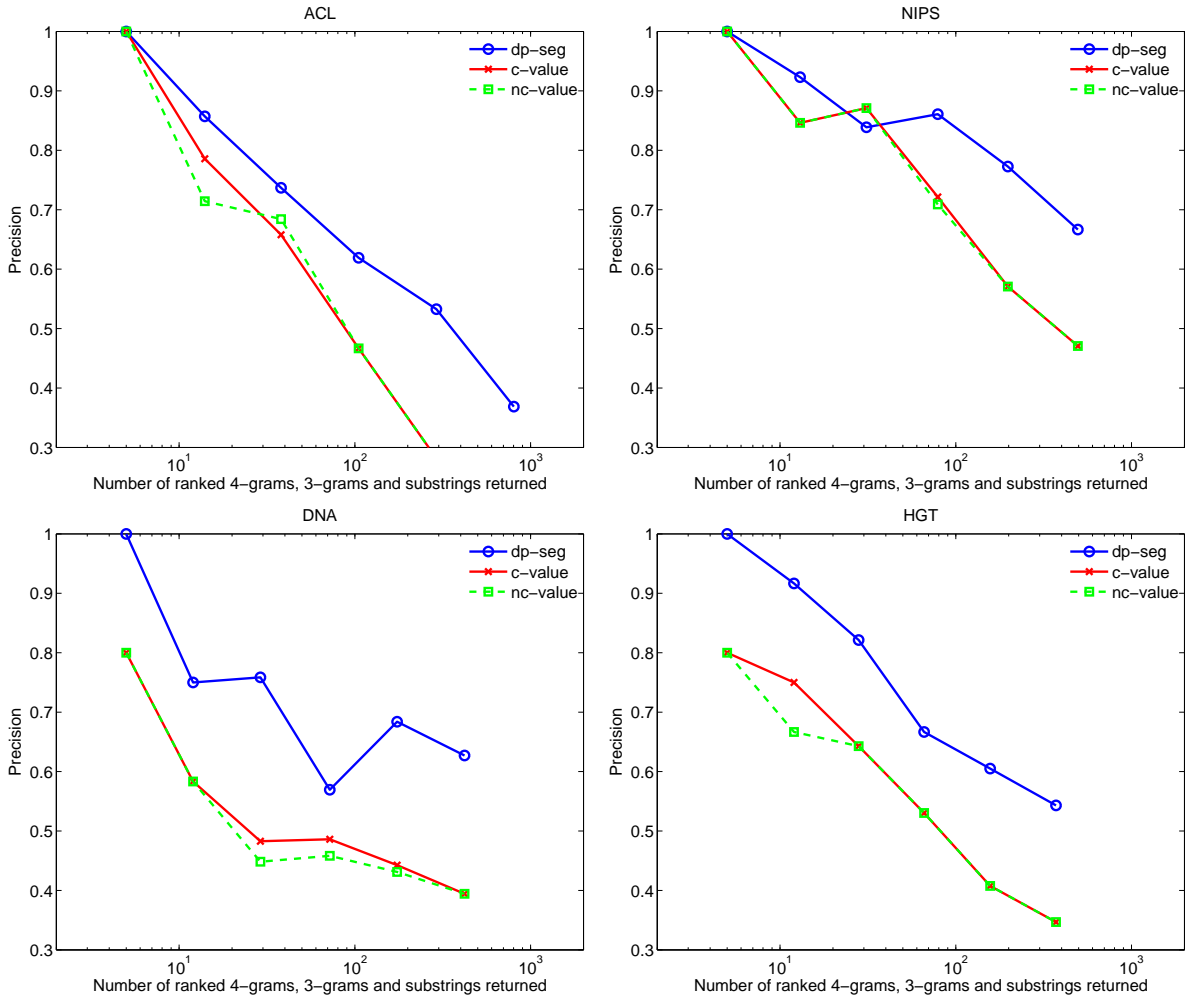 ACL
1
0.9
0.8
0.7
0.6
0.5
0.4
0.3
Precision
dp-seg
c-value
nc-value
10^1
10^2
10^3
Number of ranked 4-grams, 3-grams and substrings returned
NIPS
1
0.9
0.8
0.7
0.6
0.5
0.4
0.3
Precision
dp-seg
c-value
nc-value
10^1
10^2
10^3
Number of ranked 4-grams, 3-grams and substrings returned
DNA
1
0.9
0.8
0.7
0.6
0.5
0.4
0.3
Precision
dp-seg
c-value
nc-value
10^1
10^2
10^3
Number of ranked 4-grams, 3-grams and substrings returned
HGT
1
0.9
0.8
0.7
0.6
0.5
0.4
0.3
Precision
dp-seg
c-value
nc-value
10^1
10^2
10^3
Number of ranked 4-grams, 3-grams and substrings returned